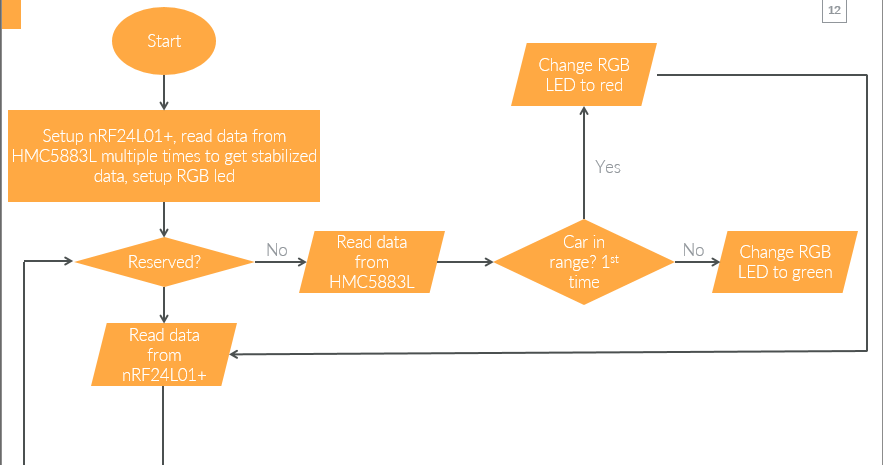 12
Start
Change RGB
LED to red
Setup nRF24L01+, read data from
HMC5883L multiple times to get stabilized
data, setup RGB led
Yes
Reserved?
No
Read data
from
HMC5883L
Car in
range? 1st
time
No
Change RGB
LED to green
Read data
from
nRF24L01+